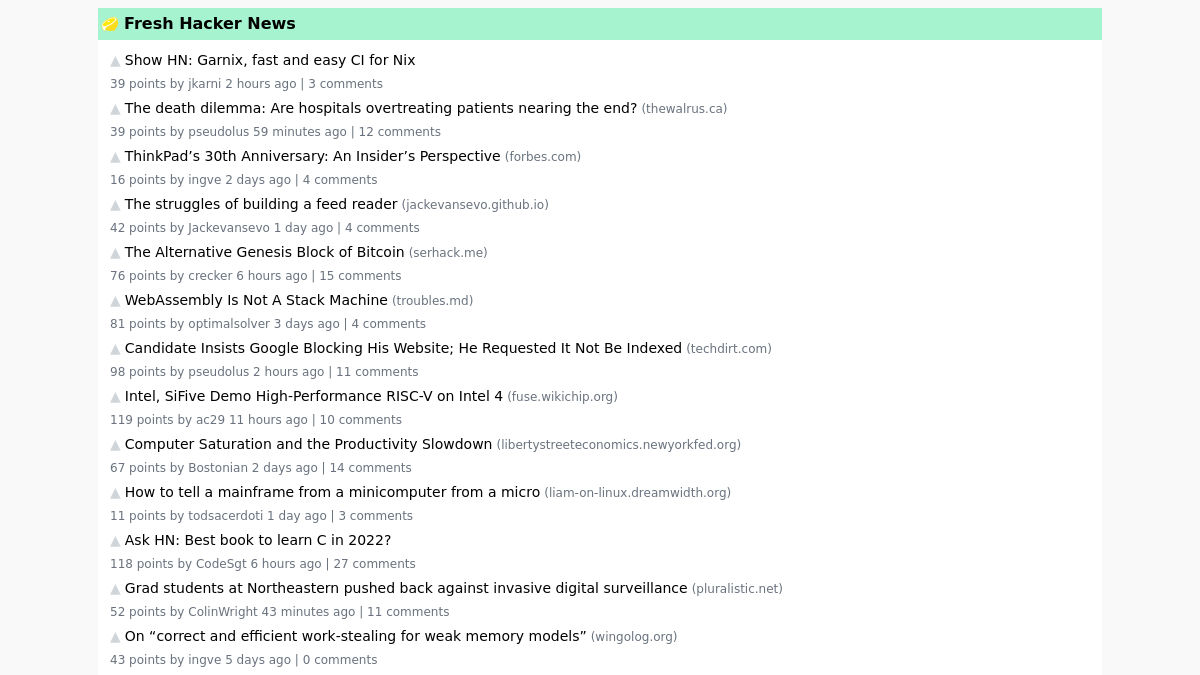 Fresh Hacker News
▲ Show HN: Garnix, fast and easy CI for Nix
39 points by jkarni 2 hours ago | 3 comments
▲ The death dilemma: Are hospitals overtreating patients nearing the end? (thewalrus.ca)
39 points by pseudolus 59 minutes ago | 12 comments
▲ ThinkPad’s 30th Anniversary: An Insider’s Perspective (forbes.com)
16 points by ingve 2 days ago | 4 comments
▲ The struggles of building a feed reader (jackevansevo.github.io)
42 points by Jackevansevo 1 day ago | 4 comments
▲ The Alternative Genesis Block of Bitcoin (serhack.me)
76 points by crecker 6 hours ago | 15 comments
▲ WebAssembly Is Not A Stack Machine (troubles.md)
81 points by optimalsolver 3 days ago | 4 comments
▲ Candidate Insists Google Blocking His Website; He Requested It Not Be Indexed (techdirt.com)
98 points by pseudolus 2 hours ago | 11 comments
▲ Intel, SiFive Demo High-Performance RISC-V on Intel 4 (fuse.wikichip.org)
119 points by ac29 11 hours ago | 10 comments
▲ Computer Saturation and the Productivity Slowdown (libertystreeteconomics.newyorkfed.org)
67 points by Bostonian 2 days ago | 14 comments
▲ How to tell a mainframe from a minicomputer from a micro (liam-on-linux.dreamwidth.org)
11 points by todsacerdoti 1 day ago | 3 comments
▲ Ask HN: Best book to learn C in 2022?
118 points by CodeSgt 6 hours ago | 27 comments
▲ Grad students at Northeastern pushed back against invasive digital surveillance (pluralistic.net)
52 points by ColinWright 43 minutes ago | 11 comments
▲ On “correct and efficient work-stealing for weak memory models” (wingolog.org)
43 points by ingve 5 days ago | 0 comments